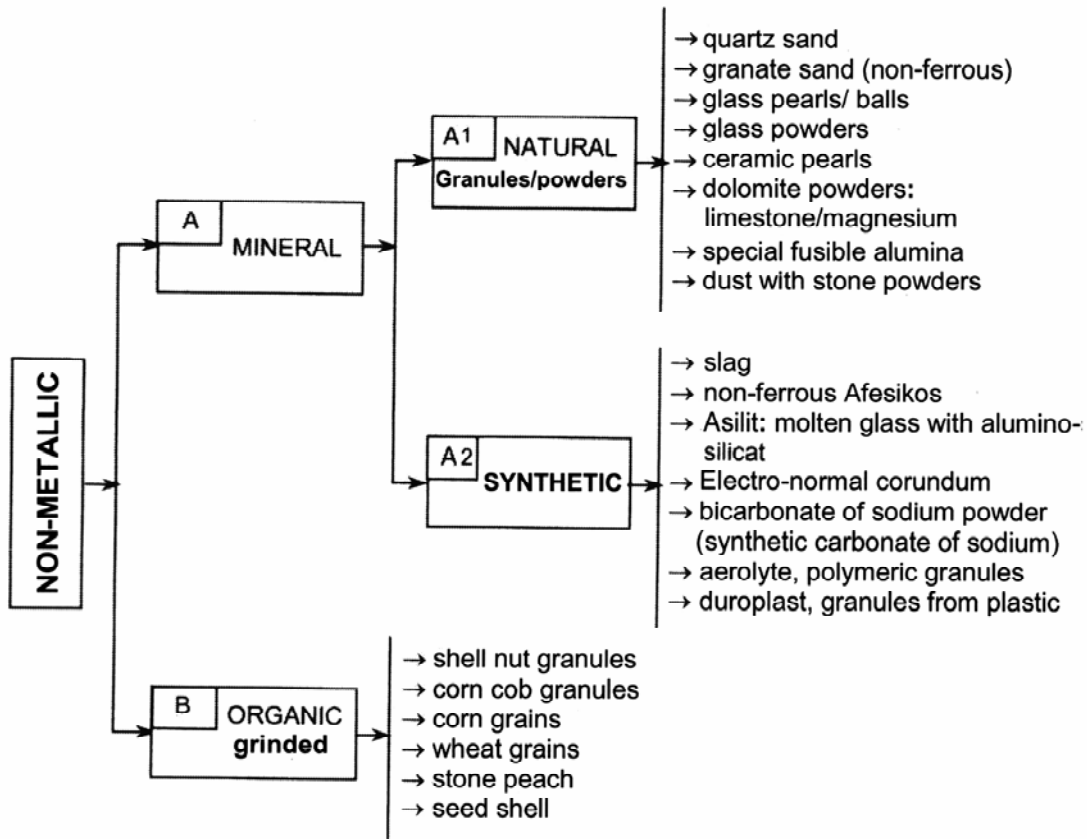 NON-METALLIC
A
MINERAL
A1
NATURAL
Granules/powders
→ quartz sand
→ granate sand (non-ferrous)
→ glass pearls/ balls
→ glass powders
→ ceramic pearls
→ dolomite powders:
limestone/magnesium
→ special fusible alumina
→ dust with stone powders
A2
SYNTHETIC
→ slag
→ non-ferrous Afesikos
→ Asilit: molten glass with alumino-
silicat
→ Electro-normal corundum
→ bicarbonate of sodium powder
(synthetic carbonate of sodium)
→ aerolyte, polymeric granules
→ duroplast, granules from plastic
B
ORGANIC
grinded
→ shell nut granules
→ corn cob granules
→ corn grains
→ wheat grains
→ stone peach
→ seed shell